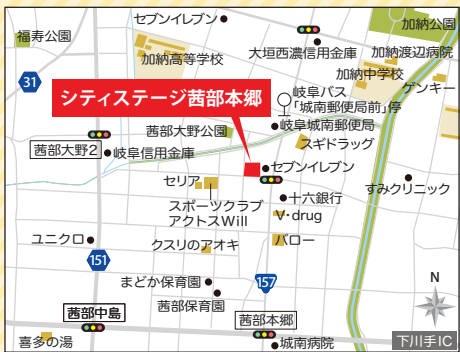 セブンイレブン
加納公園
福寿公園
大垣西濃信用金庫
加納高等学校
加納渡辺病院
加納中学校
31
ゲンキー
シティステージ茜部本郷
岐阜バス
「城南郵便局前」停
茜部大野公園
岐阜城南郵便局
スギドラッグ
茜部大野2
岐阜信用金庫
セブンイレブン
セリア
すみクリニック
スポーツクラブ
アクトスWill
十六銀行
V・drug
ユニクロ
クスリのアオキ
バロー
151
まどか保育園
157
N
茜部保育園
茜部中島
茜部本郷
喜多の湯
城南病院
下川手IC